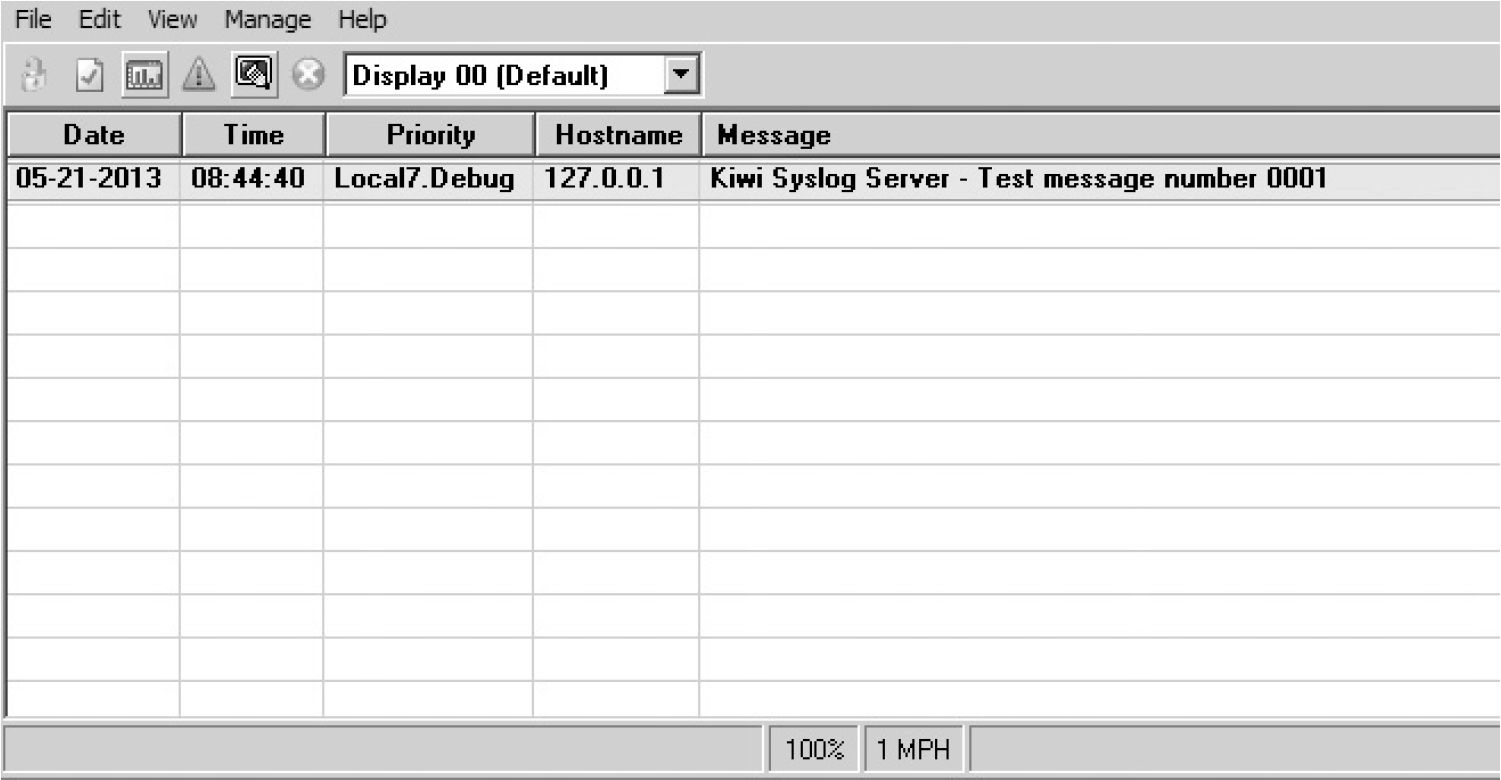 File Edit View Manage Help
Display 00 (Default)
Date Time Priority Hostname Message
05-21-2013 08:44:40 Local7.Debug 127.0.0.1 Kiwi Syslog Server - Test message number 0001
100% 1 MPH